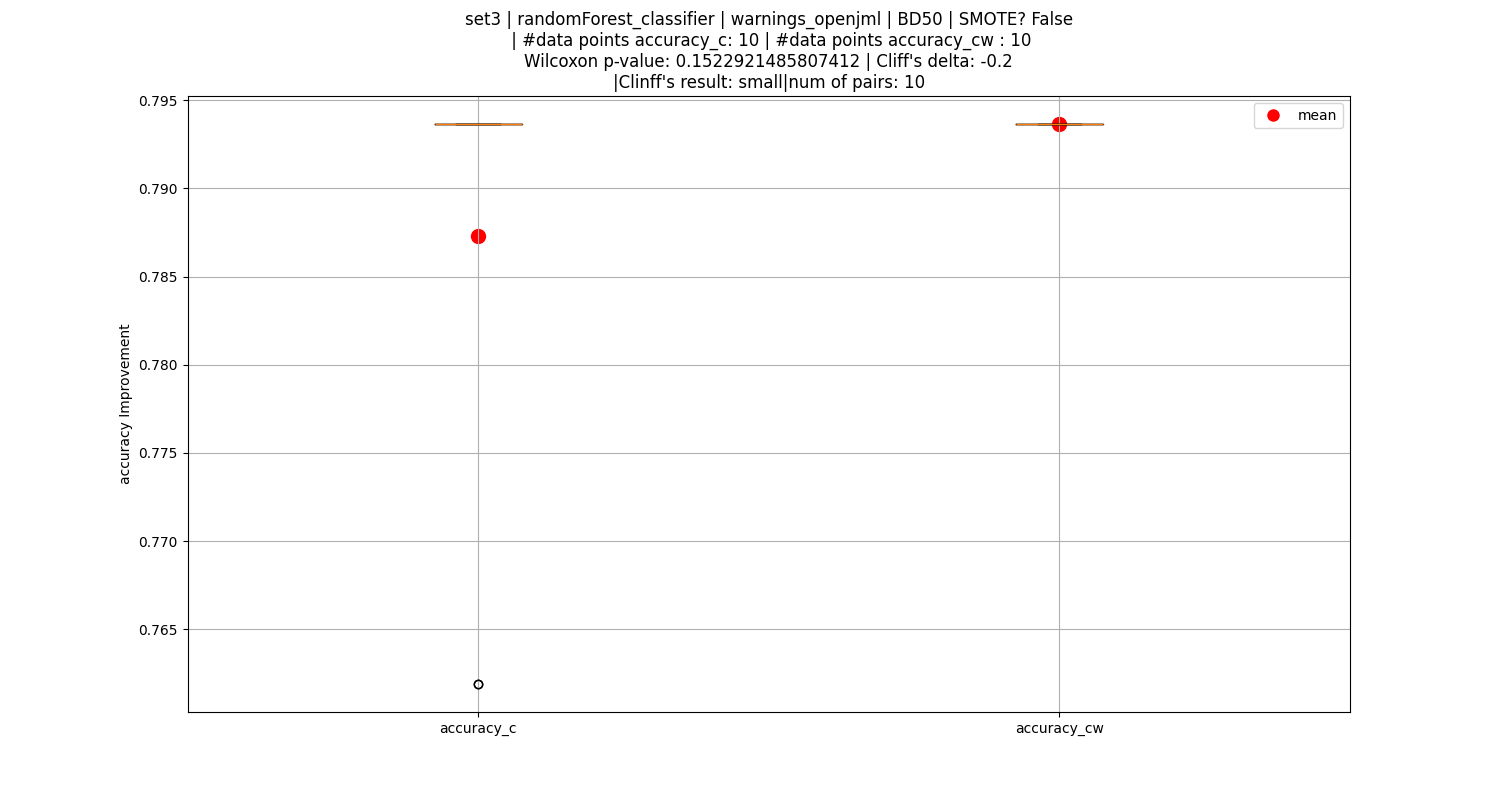 set3 | randomForest_classifier | warnings_openjml | BD50 | SMOTE? False
| #data points accuracy_c: 10 | #data points accuracy_cw : 10
Wilcoxon p-value: 0.1522921485807412 | Cliff's delta: -0.2
|Clinff's result: small|num of pairs: 10
mean
0.795
0.790
0.785
0.780
0.775
0.770
0.765
accuracy Improvement
accuracy_c
accuracy_cw